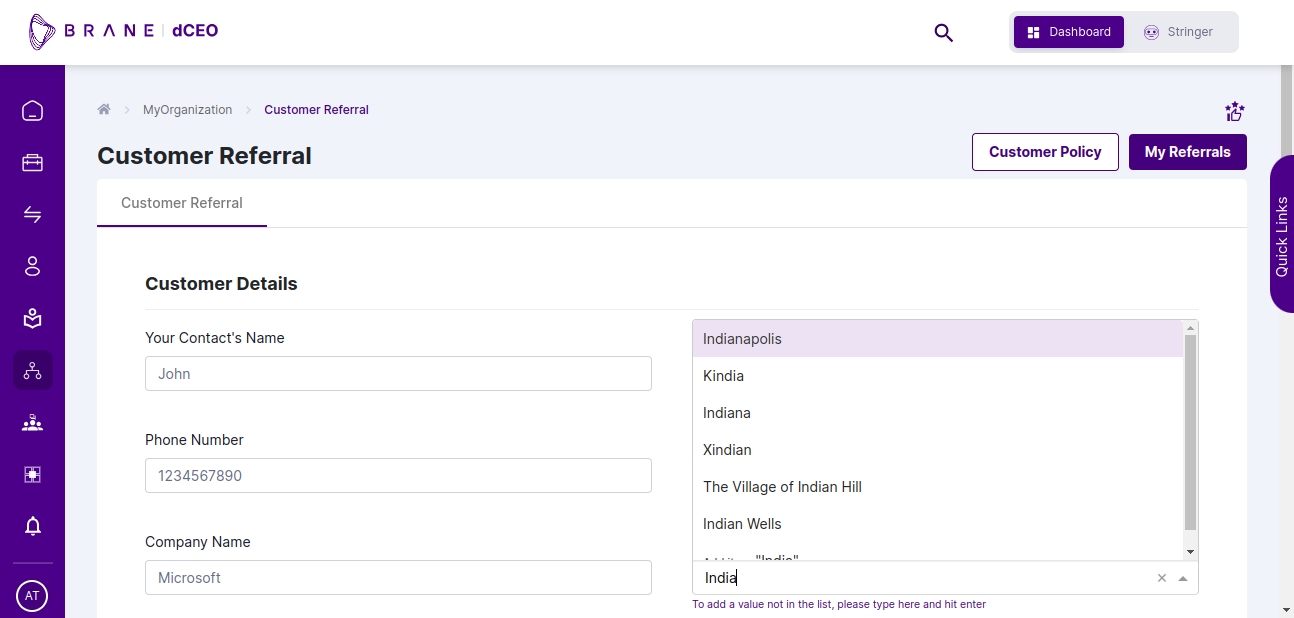 BRANE | dCEO
Dashboard
Stringer
MyOrganization
Customer Referral
Customer Referral
Customer Policy
My Referrals
Customer Referral
Quick Links
Customer Details
Your Contact's Name
John
Phone Number
1234567890
Company Name
Microsoft
Indianapolis
Kindia
Indiana
Xindian
The Village of Indian Hill
Indian Wells
"India"
India
To add a value not in the list, please type here and hit enter
AT